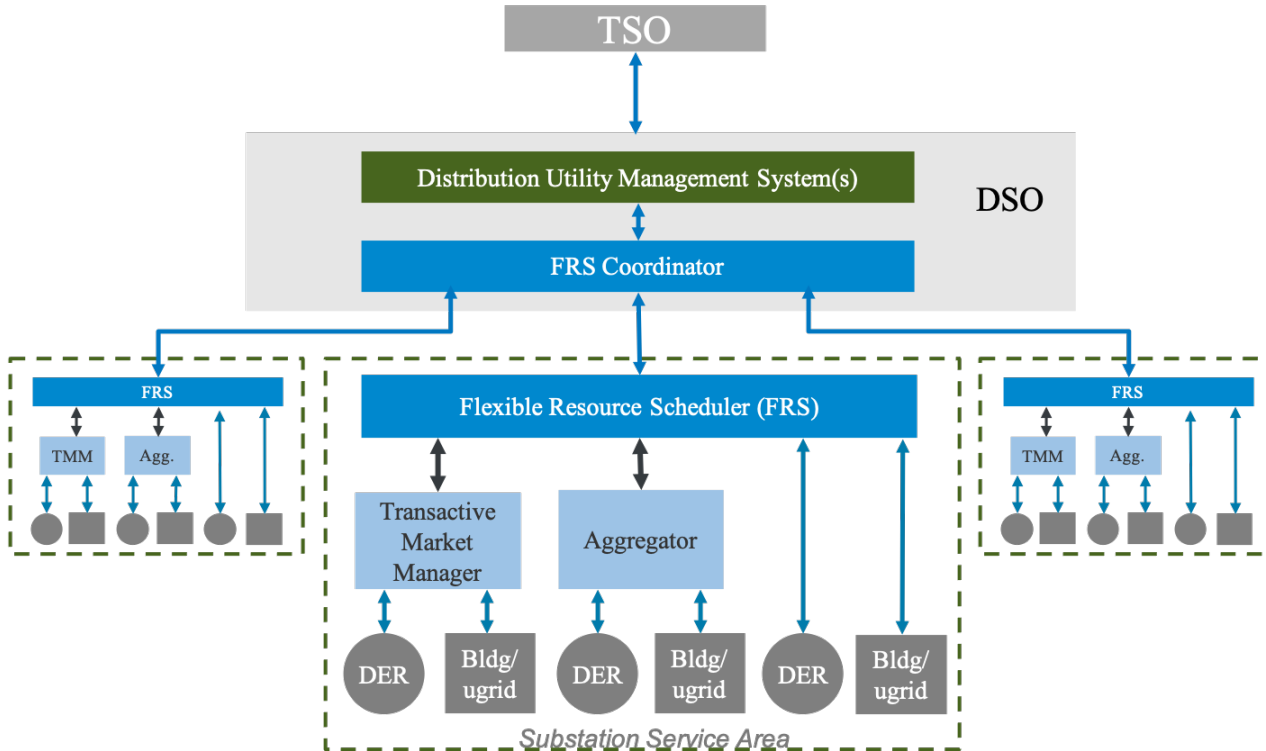 TSO
Distribution Utility Management System(s)
DSO
FRS Coordinator
FRS
TMM
Agg.
Flexible Resource Scheduler (FRS)
Transactive
Market
Manager
Aggregator
DER
Bldg/
ugrid
DER
Bldg/
ugrid
DER
Bldg/
ugrid
Substation Service Area
FRS
TMM
Agg.